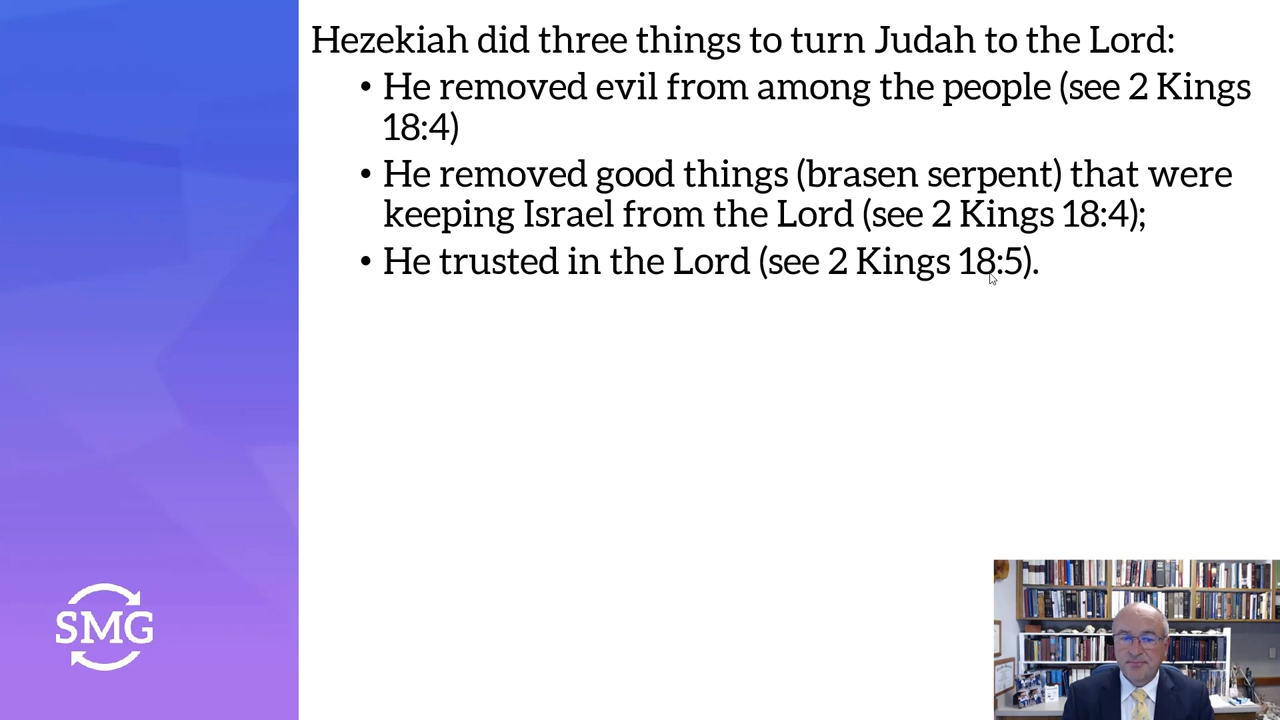 Hezekiah did three things to turn Judah to the Lord:
• He removed evil from among the people (see 2 Kings
18:4)
• He removed good things (brasen serpent) that were
keeping Israel from the Lord (see 2 Kings 18:4);
• He trusted in the Lord (see 2 Kings 18:5).
SMG